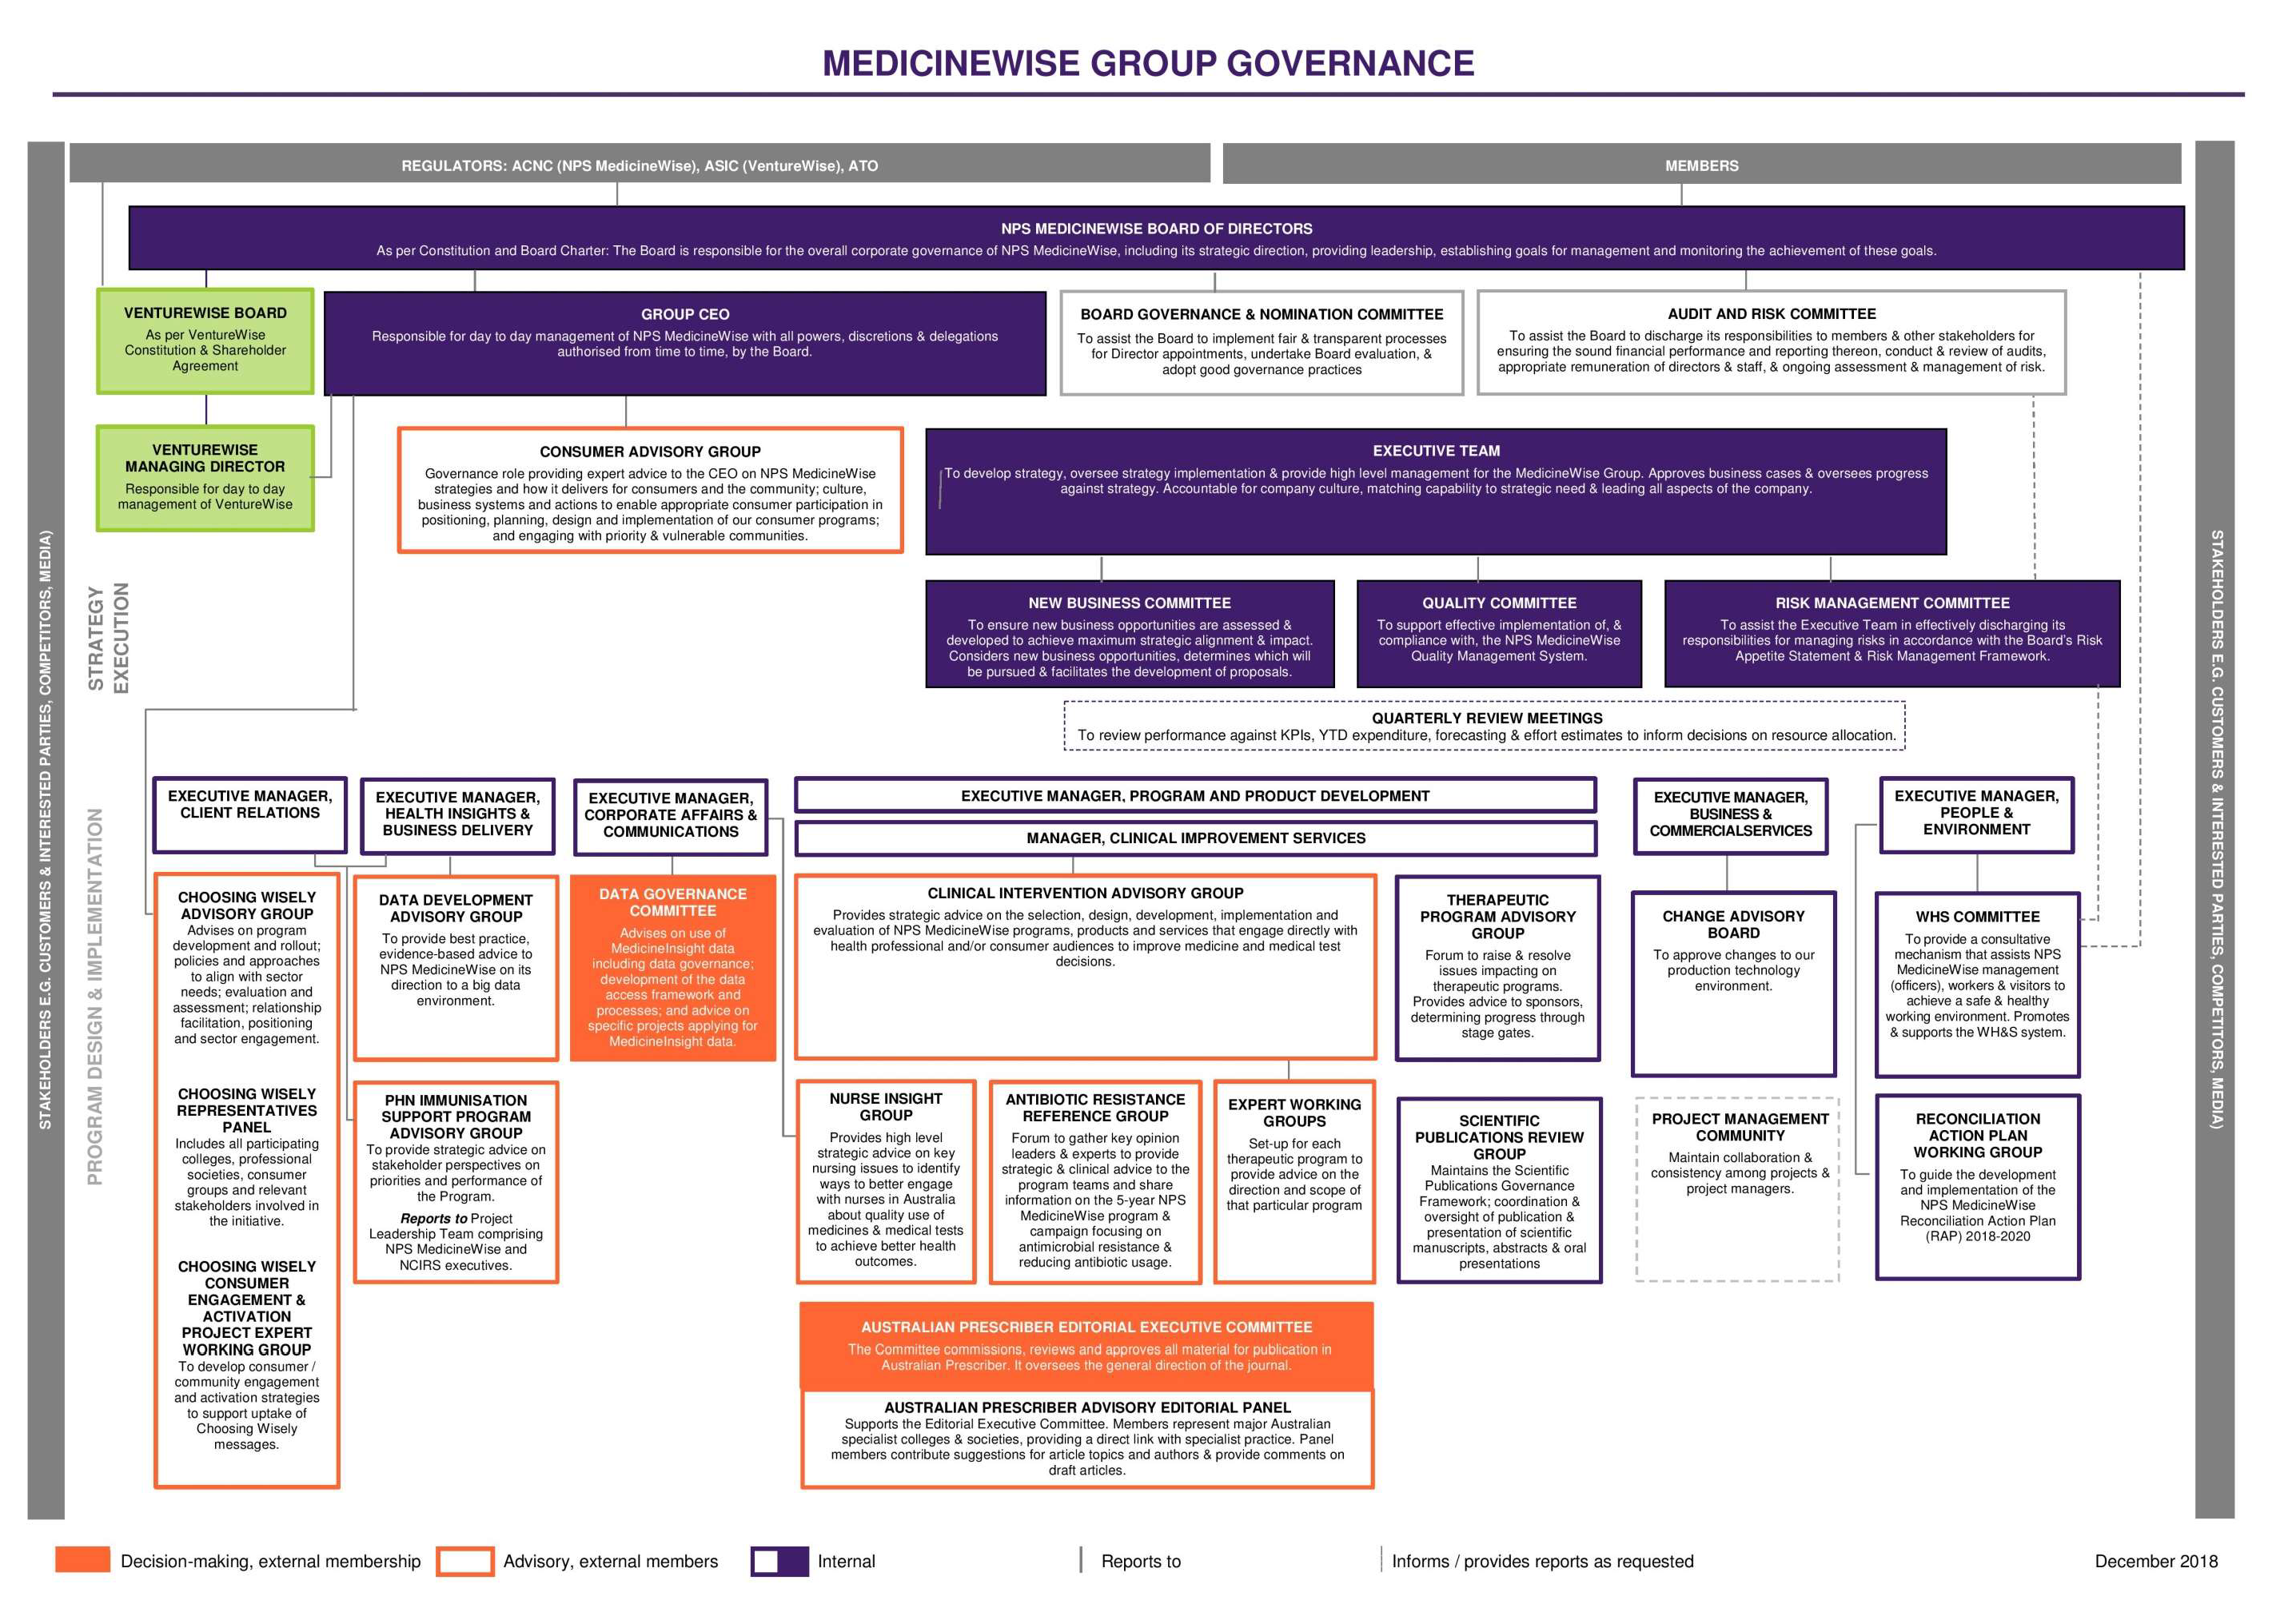 MEDICINEWISE GROUP GOVERNANCE
REGULATORS: ACNC (NPS MedicineWise), ASIC (VentureWise), ATO
MEMBERS
NPS MEDICINEWISE BOARD OF DIRECTORS
As per Constitution and Board Charter: The Board is responsible for the overall corporate governance of NPS MedicineWise, including its strategic direction, providing leadership, establishing goals for management and monitoring the achievement of these goals.
VENTUREWISE BOARD
As per VentureWise
Constitution & Shareholder
Agreement
GROUP CEO
Responsible for day to day management of NPS MedicineWise with all powers, discretions & delegations
authorised from time to time, by the Board.
BOARD GOVERNANCE & NOMINATION COMMITTEE
To assist the Board to implement fair & transparent processes
for Director appointments, undertake Board evaluation, &
adopt good governance practices
AUDIT AND RISK COMMITTEE
To assist the Board to discharge its responsibilities to members & other stakeholders for
ensuring the sound financial performance and reporting thereon, conduct & review of audits,
appropriate remuneration of directors & staff, & ongoing assessment & management of risk.
VENTUREWISE
MANAGING DIRECTOR
Responsible for day to day
management of VentureWise
CONSUMER ADVISORY GROUP
Governance role providing expert advice to the CEO on NPS MedicineWise
strategies and how it delivers for consumers and the community; culture,
business systems and actions to enable appropriate consumer participation in
positioning, planning, design and implementation of our consumer programs;
and engaging with priority & vulnerable communities.
EXECUTIVE TEAM
To develop strategy, oversee strategy implementation & provide high level management for the MedicineWise Group. Approves business cases & oversees progress
against strategy. Accountable for company culture, matching capability to strategic need & leading all aspects of the company.
STAKEHOLDERS E.G. CUSTOMERS & INTERESTED PARTIES, COMPETITORS, MEDIA)
STRATEGY
EXECUTION
NEW BUSINESS COMMITTEE
To ensure new business opportunities are assessed &
developed to achieve maximum strategic alignment & impact.
Considers new business opportunities, determines which will
be pursued & facilitates the development of proposals.
QUALITY COMMITTEE
To support effective implementation of, &
compliance with, the NPS MedicineWise
Quality Management System.
RISK MANAGEMENT COMMITTEE
To assist the Executive Team in effectively discharging its
responsibilities for managing risks in accordance with the Board's Risk
Appetite Statement & Risk Management Framework.
STAKEHOLDERS E.G. CUSTOMERS & INTERESTED PARTIES, COMPETITORS, MEDIA)
QUARTERLY REVIEW MEETINGS
To review performance against KPIs, YTD expenditure, forecasting & effort estimates to inform decisions on resource allocation.
PROGRAM DESIGN & IMPLEMENTATION
EXECUTIVE MANAGER,
CLIENT RELATIONS
EXECUTIVE MANAGER,
HEALTH INSIGHTS &
BUSINESS DELIVERY
EXECUTIVE MANAGER,
CORPORATE AFFAIRS &
COMMUNICATIONS
EXECUTIVE MANAGER, PROGRAM AND PRODUCT DEVELOPMENT
MANAGER, CLINICAL IMPROVEMENT SERVICES
EXECUTIVE MANAGER,
BUSINESS &
COMMERCIALSERVICES
EXECUTIVE MANAGER,
PEOPLE &
ENVIRONMENT
CHOOSING WISELY
ADVISORY GROUP
Advises on program
development and rollout;
policies and approaches
to align with sector
needs; evaluation and
assessment; relationship
facilitation, positioning
and sector engagement.
CHOOSING WISELY
REPRESENTATIVES
PANEL
Includes all participating
colleges, professional
societies, consumer
groups and relevant
stakeholders involved in
the initiative.
CHOOSING WISELY
CONSUMER
ENGAGEMENT &
ACTIVATION
PROJECT EXPERT
WORKING GROUP
To develop consumer /
community engagement
and activation strategies
to support uptake of
Choosing Wisely
messages.
DATA DEVELOPMENT
ADVISORY GROUP
To provide best practice,
evidence-based advice to
NPS MedicineWise on its
direction to a big data
environment.
PHN IMMUNISATION
SUPPORT PROGRAM
ADVISORY GROUP
To provide strategic advice on
stakeholder perspectives on
priorities and performance of
the Program.
Reports to Project
Leadership Team comprising
NPS MedicineWise and
NCIRS executives.
DATA GOVERNANCE
COMMITTEE
Advises on use of
MedicineInsight data
including data governance;
development of the data
access framework and
processes; and advice on
specific projects applying for
MedicineInsight data.
CLINICAL INTERVENTION ADVISORY GROUP
Provides strategic advice on the selection, design, development, implementation and
evaluation of NPS MedicineWise programs, products and services that engage directly with
health professional and/or consumer audiences to improve medicine and medical test
decisions.
NURSE INSIGHT
GROUP
Provides high level
strategic advice on key
nursing issues to identify
ways to better engage
with nurses in Australia
about quality use of
medicines & medical tests
to achieve better health
outcomes.
ANTIBIOTIC RESISTANCE
REFERENCE GROUP
Forum to gather key opinion
leaders & experts to provide
strategic & clinical advice to the
program teams and share
information on the 5-year NPS
MedicineWise program &
campaign focusing on
antimicrobial resistance &
reducing antibiotic usage.
EXPERT WORKING
GROUPS
Set-up for each
therapeutic program to
provide advice on the
direction and scope of
that particular program
AUSTRALIAN PRESCRIBER EDITORIAL EXECUTIVE COMMITTEE
The Committee commissions, reviews and approves all material for publication in
Australian Prescriber. It oversees the general direction of the journal.
AUSTRALIAN PRESCRIBER ADVISORY EDITORIAL PANEL
Supports the Editorial Executive Committee. Members represent major Australian
specialist colleges & societies, providing a direct link with specialist practice. Panel
members contribute suggestions for article topics and authors & provide comments on
draft articles.
THERAPEUTIC
PROGRAM ADVISORY
GROUP
Forum to raise & resolve
issues impacting on
therapeutic programs.
Provides advice to sponsors,
determining progress through
stage gates.
SCIENTIFIC
PUBLICATIONS REVIEW
GROUP
Maintains the Scientific
Publications Governance
Framework; coordination &
oversight of publication &
presentation of scientific
manuscripts, abstracts & oral
presentations
CHANGE ADVISORY
BOARD
To approve changes to our
production technology
environment.
PROJECT MANAGEMENT
COMMUNITY
Maintain collaboration &
consistency among projects &
project managers.
WHS COMMITTEE
To provide a consultative
mechanism that assists NPS
MedicineWise management
(officers), workers & visitors to
achieve a safe & healthy
working environment. Promotes
& supports the WH&S system.
RECONCILIATION
ACTION PLAN
WORKING GROUP
To guide the development
and implementation of the
NPS MedicineWise
Reconciliation Action Plan
(RAP) 2018-2020
Decision-making, external membership
Advisory, external members
Internal
Reports to
Informs / provides reports as requested
December 2018